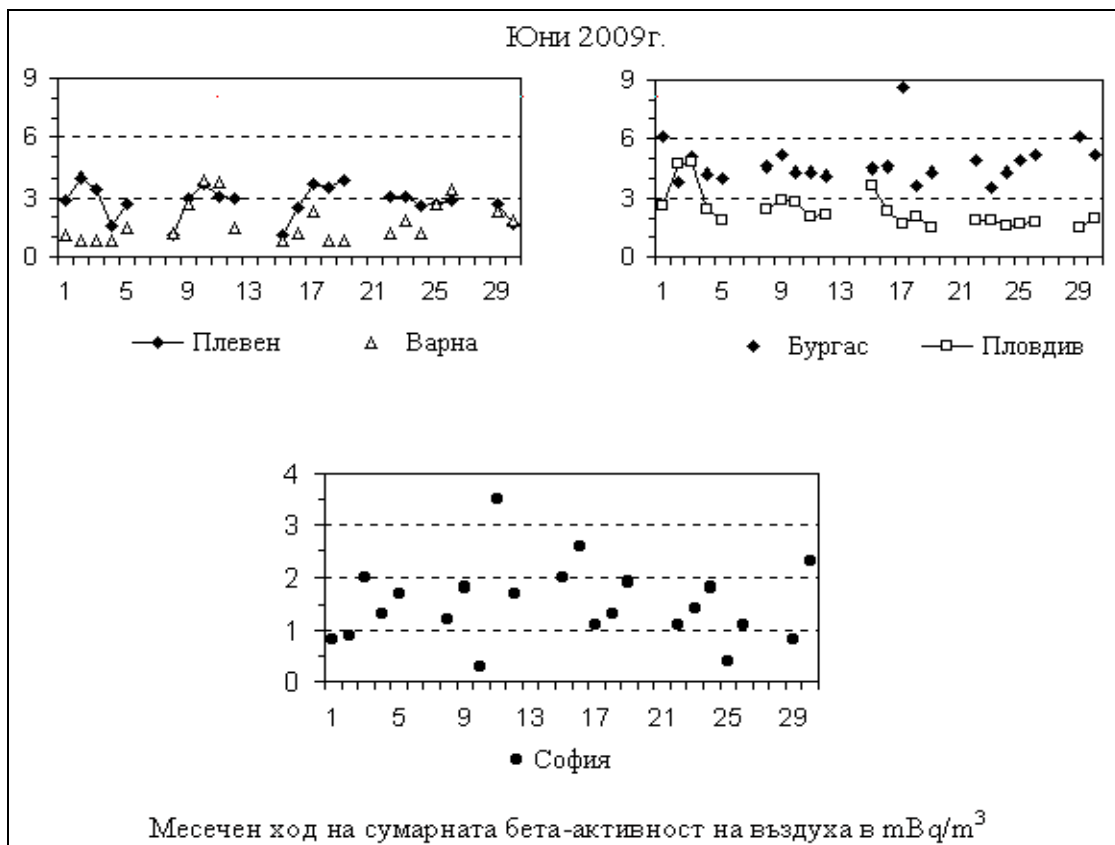 Юни 2009г.
9
6
3
0
1 5 9 13 17 21 25 29
Плевен Варна
9
6
3
0
1 5 9 13 17 21 25 29
Бургас Пловдив
4
3
2
1
0
1 5 9 13 17 21 25 29
София
Месечен ход на сумарната бета-активност на въздуха в mBq/m³